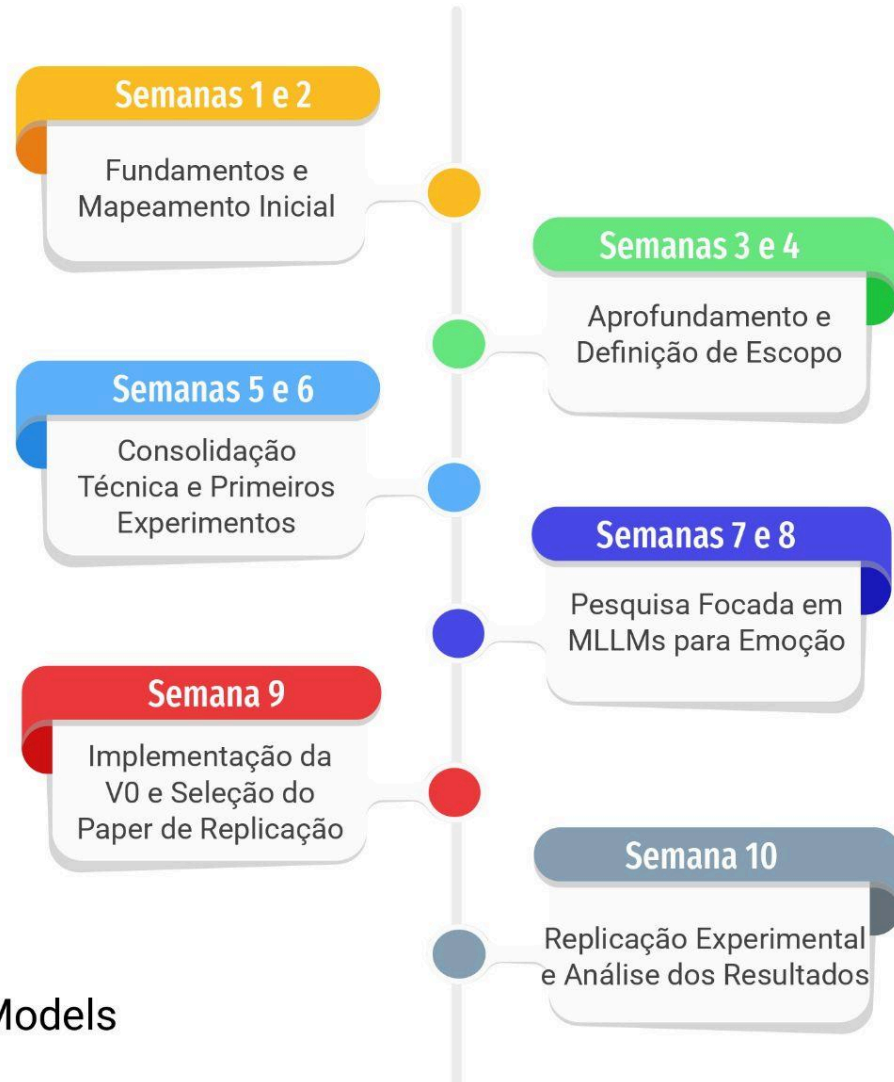 Semanas 1 e 2
Fundamentos e
Mapeamento Inicial
Semanas 3 e 4
Aprofundamento e
Definição de Escopo
Semanas 5 e 6
Consolidação
Técnica e Primeiros
Experimentos
Semanas 7 e 8
Pesquisa Focada em
MLLMs para Emoção
Semana 9
Implementação da
V0 e Seleção do
Paper de Replicação
Semana 10
Replicação Experimental
e Análise dos Resultados
Models